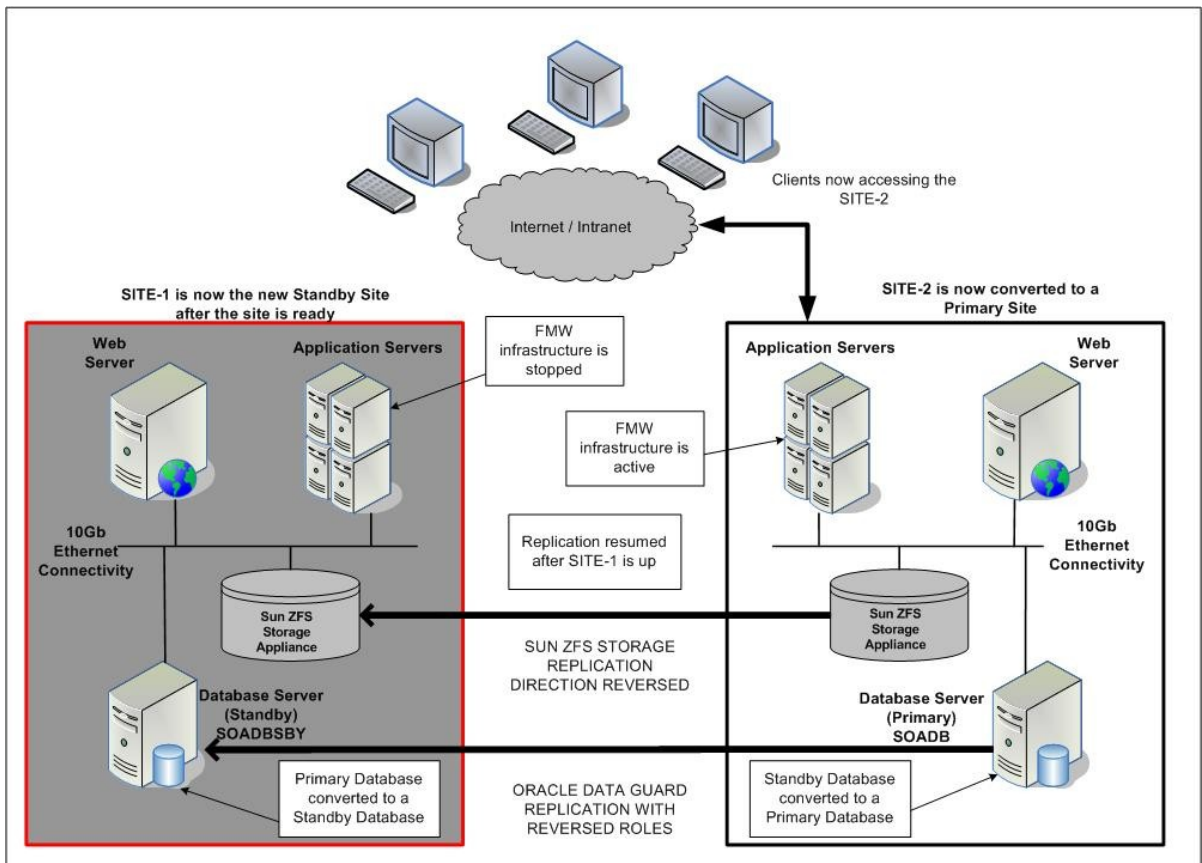 Clients now accessing the
SITE-2
Internet / Intranet
SITE-1 is now the new Standby Site
after the site is ready
SITE-2 is now converted to a
Primary Site
Web
Server
Application Servers
FMW
infrastructure is
stopped
Application Servers
Web
Server
FMW
infrastructure is
active
10Gb
Ethernet
Connectivity
Replication resumed
after SITE-1 is up
10Gb
Ethernet
Connectivity
Sun ZFS
Storage
Appliance
Sun ZFS
Storage
Appliance
SUN ZFS STORAGE
REPLICATION
DIRECTION REVERSED
Database Server
(Standby)
SOADBSBY
Database Server
(Primary)
SOADB
Primary Database
converted to a
Standby Database
ORACLE DATA GUARD
REPLICATION WITH
REVERSED ROLES
Standby Database
converted to a
Primary Database